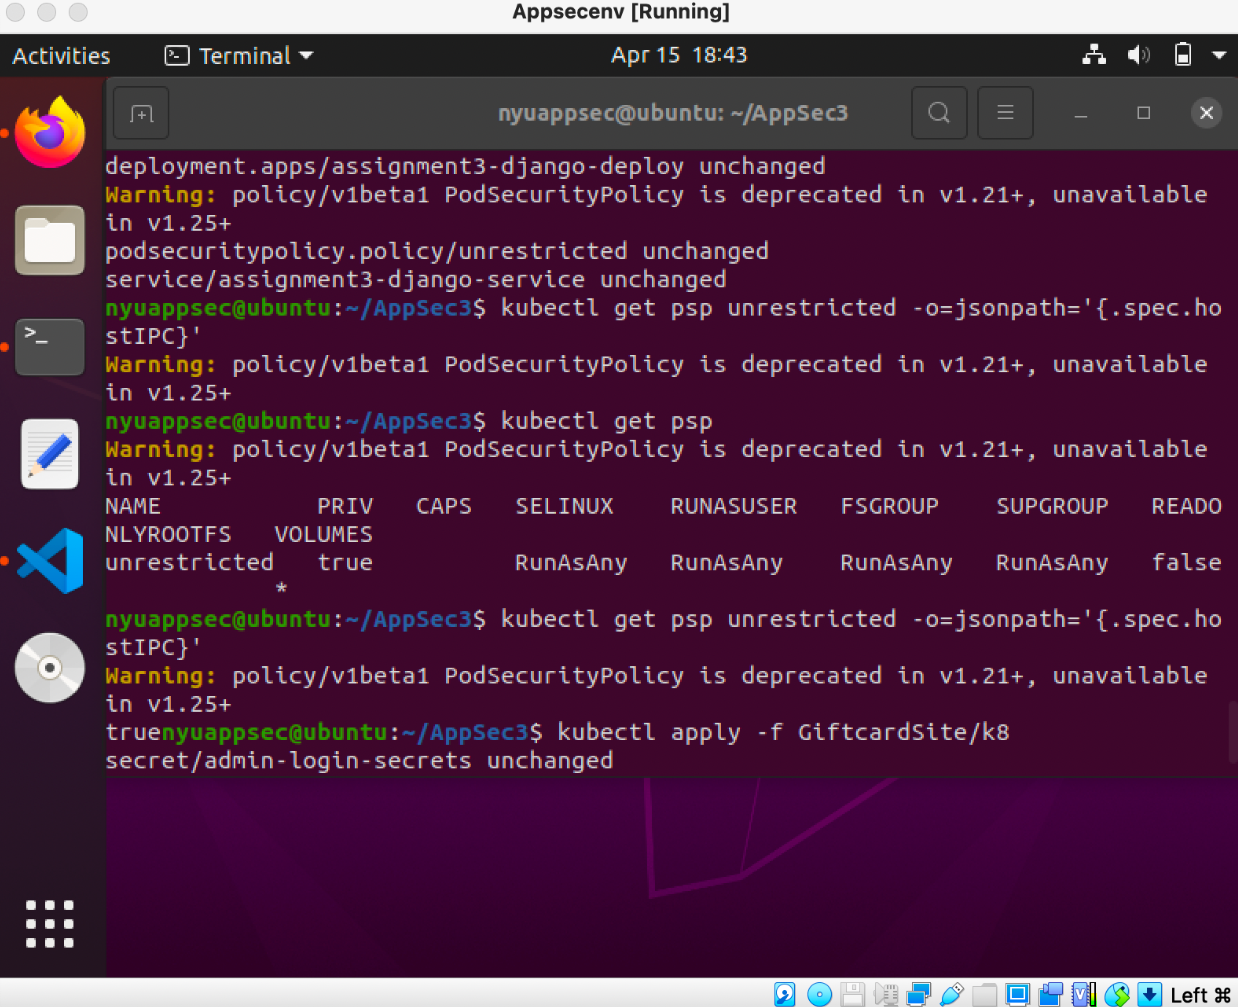 Appsecenv [Running]
Activities
Terminal
Apr 15 18:43
nyuappsec@ubuntu: ~/AppSec3
deployment.apps/assignment3-django-deploy unchanged
Warning: policy/v1beta1 PodSecurityPolicy is deprecated in v1.21+, unavailable
in v1.25+
podsecuritypolicy.policy/unrestricted unchanged
service/assignment3-django-service unchanged
nyuappsec@ubuntu:~/AppSec3$ kubectl get psp unrestricted -o=jsonpath='{.spec.ho
stIPC}'
Warning: policy/v1beta1 PodSecurityPolicy is deprecated in v1.21+, unavailable
in v1.25+
nyuappsec@ubuntu:~/AppSec3$ kubectl get psp
Warning: policy/v1beta1 PodSecurityPolicy is deprecated in v1.21+, unavailable
in v1.25+
NAME PRIV CAPS SELINUX RUNASUSER FSGROUP SUPGROUP READO
NLYROOTFS VOLUMES
unrestricted true RunAsAny RunAsAny RunAsAny RunAsAny false
*
nyuappsec@ubuntu:~/AppSec3$ kubectl get psp unrestricted -o=jsonpath='{.spec.ho
stIPC}'
Warning: policy/v1beta1 PodSecurityPolicy is deprecated in v1.21+, unavailable
in v1.25+
truenyuappsec@ubuntu:~/AppSec3$ kubectl apply -f GiftcardSite/k8
secret/admin-login-secrets unchanged
Left ⌘